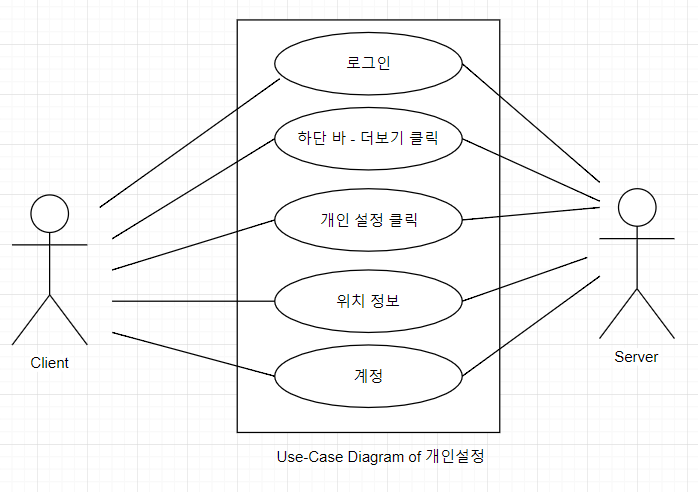 로그인
하단 바 - 더보기 클릭
개인 설정 클릭
위치 정보
계정
Client
Server
Use-Case Diagram of 개인설정